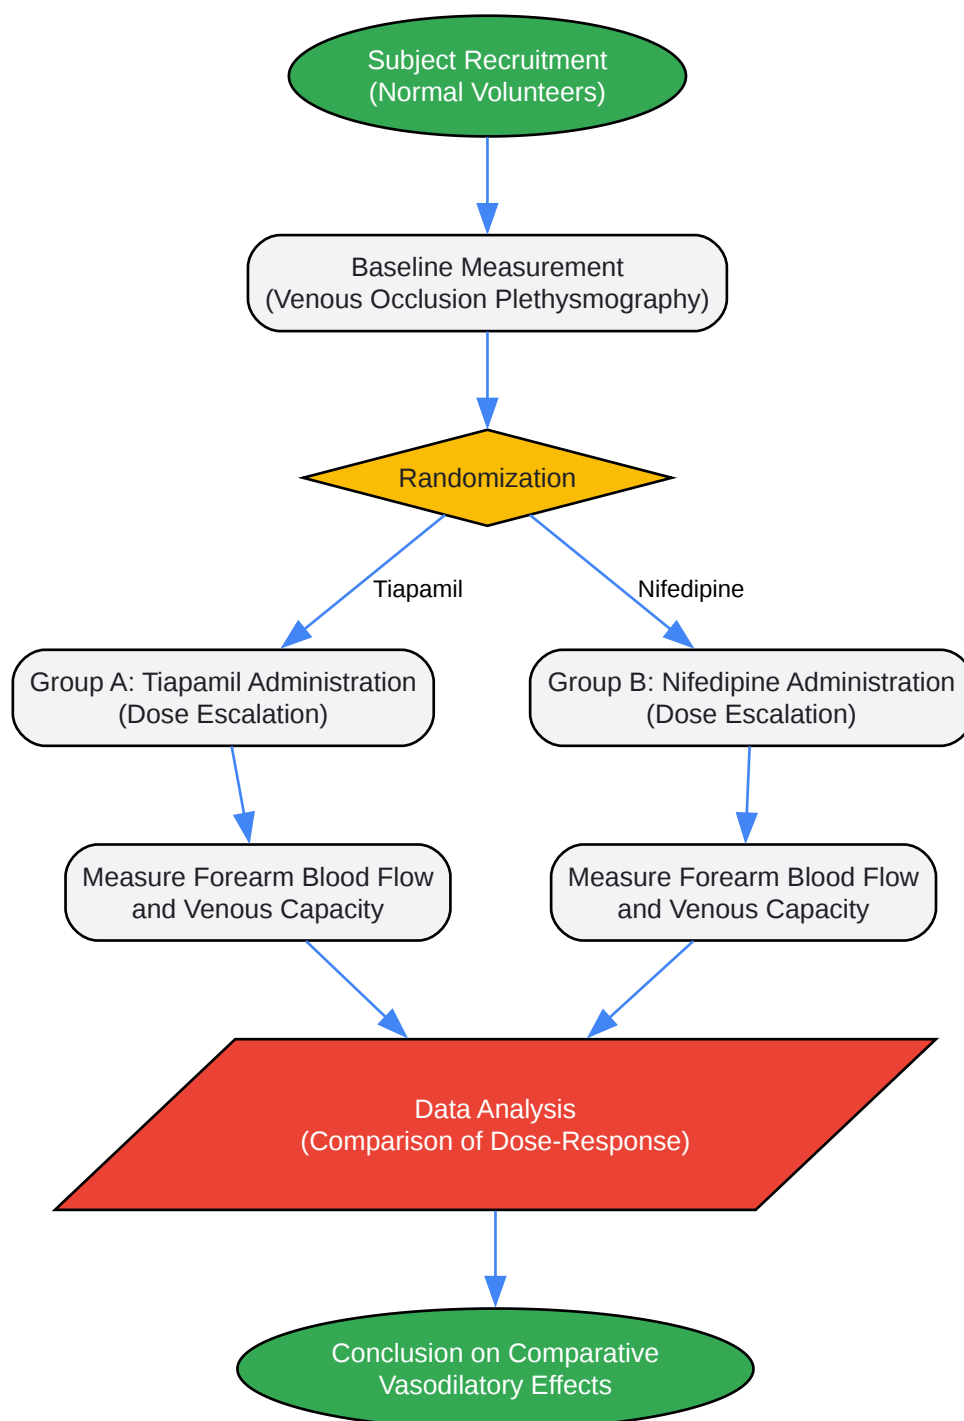 Subject Recruitment
(Normal Volunteers)
Baseline Measurement
(Venous Occlusion Plethysmography)
Randomization
Tiapamil
Nifedipine
Group A: Tiapamil Administration
(Dose Escalation)
Group B: Nifedipine Administration
(Dose Escalation)
Measure Forearm Blood Flow
and Venous Capacity
Measure Forearm Blood Flow
and Venous Capacity
Data Analysis
(Comparison of Dose-Response)
Conclusion on Comparative
Vasodilatory Effects